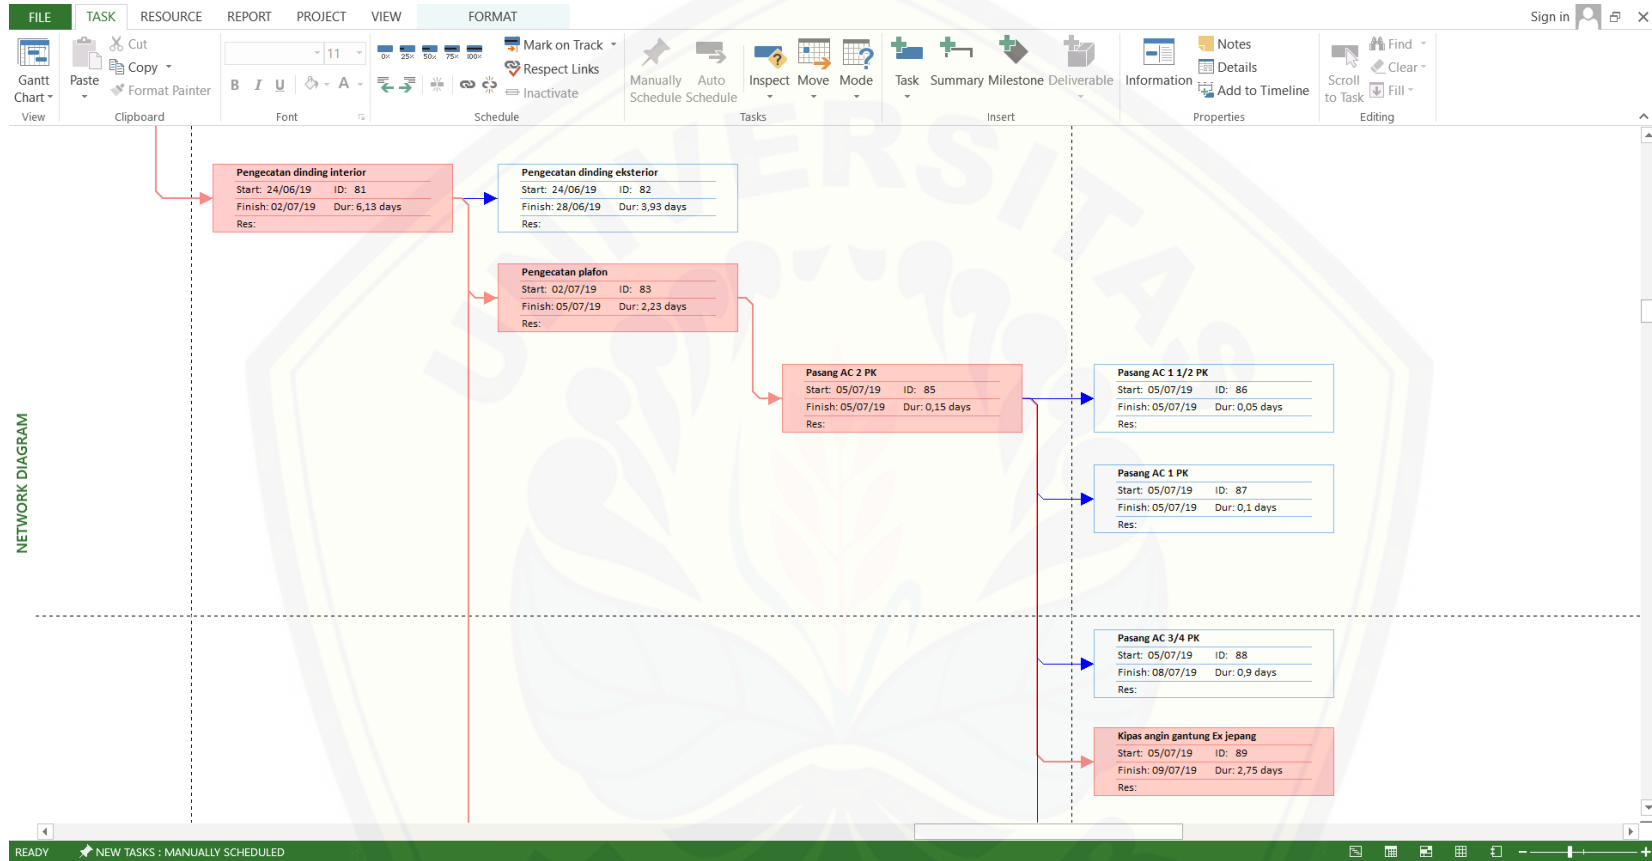 FILE TASK RESOURCE REPORT PROJECT VIEW FORMAT Sign in
Gantt Chart
View
Paste
Cut
Copy
Format Painter
Clipboard
11
B I U A
Font
0% 25% 50% 75% 100%
Mark on Track
Respect Links
Inactivate
Schedule
Manually Schedule
Auto Schedule
Inspect
Move
Mode
Tasks
Task
Summary
Milestone
Deliverable
Insert
Information
Notes
Details
Add to Timeline
Properties
Scroll to Task
Find
Clear
Fill
Editing
NETWORK DIAGRAM
UNIVERSITAS
Pengecatan dinding interior
Start: 24/06/19 ID: 81
Finish: 02/07/19 Dur: 6,13 days
Res:
Pengecatan dinding eksterior
Start: 24/06/19 ID: 82
Finish: 28/06/19 Dur: 3,93 days
Res:
Pengecatan plafon
Start: 02/07/19 ID: 83
Finish: 05/07/19 Dur: 2,23 days
Res:
Pasang AC 2 PK
Start: 05/07/19 ID: 85
Finish: 05/07/19 Dur: 0,15 days
Res:
Pasang AC 1 1/2 PK
Start: 05/07/19 ID: 86
Finish: 05/07/19 Dur: 0,05 days
Res:
Pasang AC 1 PK
Start: 05/07/19 ID: 87
Finish: 05/07/19 Dur: 0,1 days
Res:
Pasang AC 3/4 PK
Start: 05/07/19 ID: 88
Finish: 08/07/19 Dur: 0,9 days
Res:
Kipas angin gantung Ex jepang
Start: 05/07/19 ID: 89
Finish: 09/07/19 Dur: 2,75 days
Res:
READY NEW TASKS : MANUALLY SCHEDULED